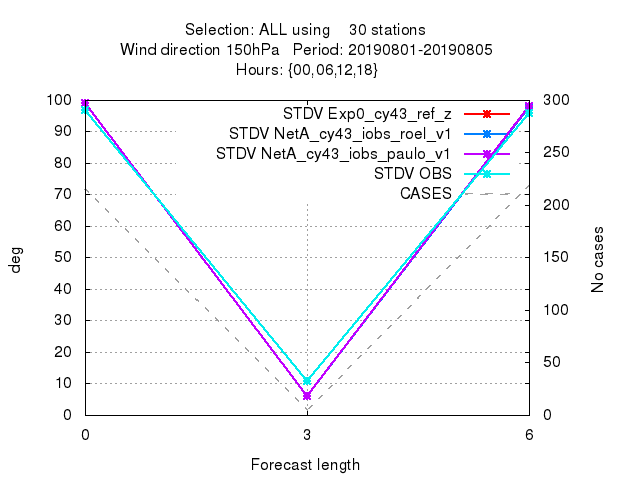 Selection: ALL using 30 stations
Wind direction 150hPa Period: 20190801-20190805
Hours: {00,06,12,18}
STDV Exp0_cy43_ref_z
STDV NetA_cy43_iobs_roel_v1
STDV NetA_cy43_iobs_paulo_v1
STDV OBS
CASES
100
90
80
70
60
50
40
30
20
10
0
deg
300
250
200
150
100
50
0
No cases
0 3 6
Forecast length